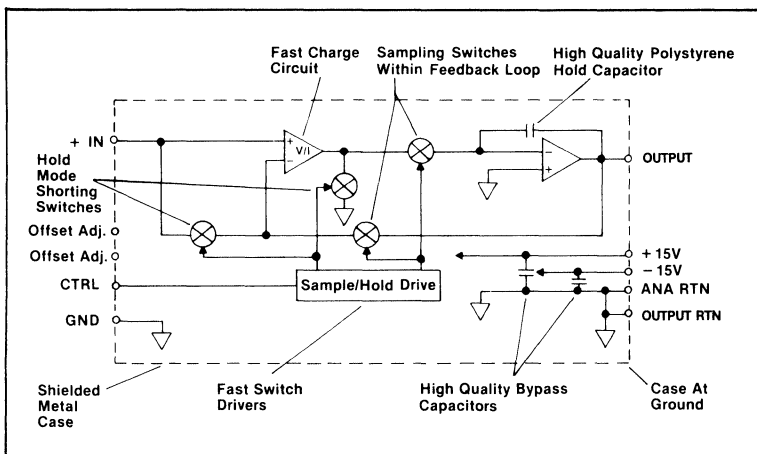 Fast Charge
Circuit
Sampling Switches
Within Feedback Loop
High Quality Polystyrene
Hold Capacitor
+ IN
+
V/I
−
−
+
OUTPUT
Hold
Mode
Shorting
Switches
Offset Adj.
Offset Adj.
CTRL
GND
Sample/Hold Drive
+ 15V
− 15V
ANA RTN
OUTPUT RTN
Shielded
Metal
Case
Fast Switch
Drivers
High Quality Bypass
Capacitors
Case At
Ground